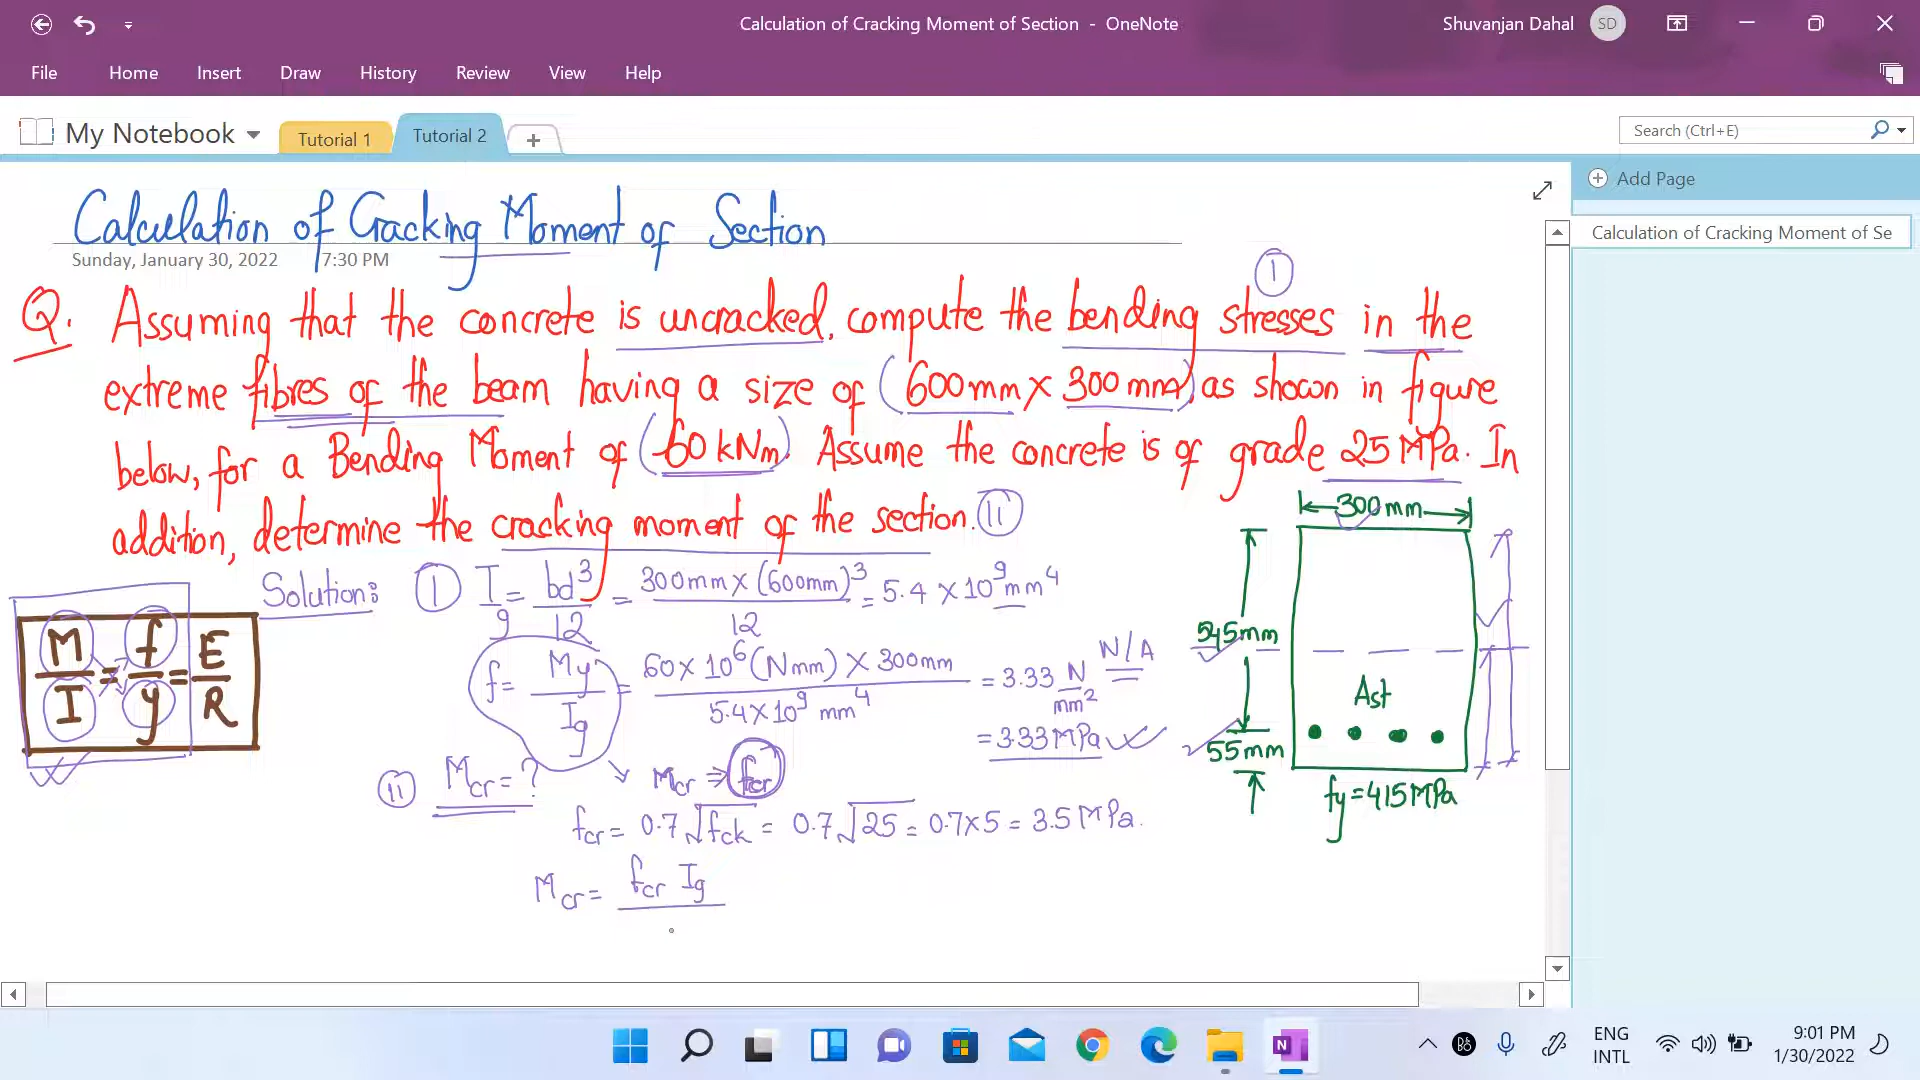 Calculation of Cracking Moment of Section - OneNote
Shuvanjan Dahal SD
File Home Insert Draw History Review View Help
My Notebook Tutorial 1 Tutorial 2 +
Search (Ctrl+E)
Add Page
Calculation of Cracking Moment of Se
Calculation of Cracking Moment of Section
Sunday, January 30, 2022 7:30 PM
I
Q. Assuming that the concrete is uncracked, compute the bending stresses in the
extreme fibres of the beam having a size of (600mm x 300mm) as shown in figure
below, for a Bending Moment of (60 kNm). Assume the concrete is of grade 25 MPa. In
addition, determine the cracking moment of the section. II
300mm
545mm
55mm
Ast
fy = 415 MPa
M/I = f/y = E/R
Solution:
I Ig = bd³/12 = 300mm x (600mm)³/12 = 5.4 x 10⁹ mm⁴
f = My/Ig = 60 x 10⁶ (Nmm) x 300mm / 5.4 x 10⁹ mm⁴ = 3.33 N/mm² N/A
= 3.33 MPa
II Mcr = ? Mcr ⇒ fcr
fcr = 0.7 √fck = 0.7 √25 = 0.7 x 5 = 3.5 MPa.
Mcr = fcr Ig
ENG
INTL
9:01 PM
1/30/2022